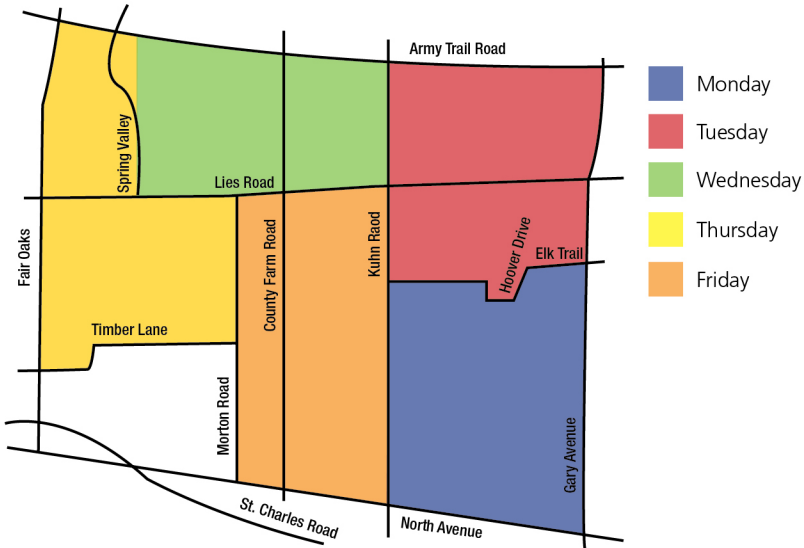 Army Trail Road
Monday
Tuesday
Wednesday
Thursday
Friday
Spring Valley
Lies Road
Fair Oaks
County Farm Road
Kuhn Raod
Hoover Drive
Elk Trail
Timber Lane
Morton Road
Gary Avenue
St. Charles Road
North Avenue